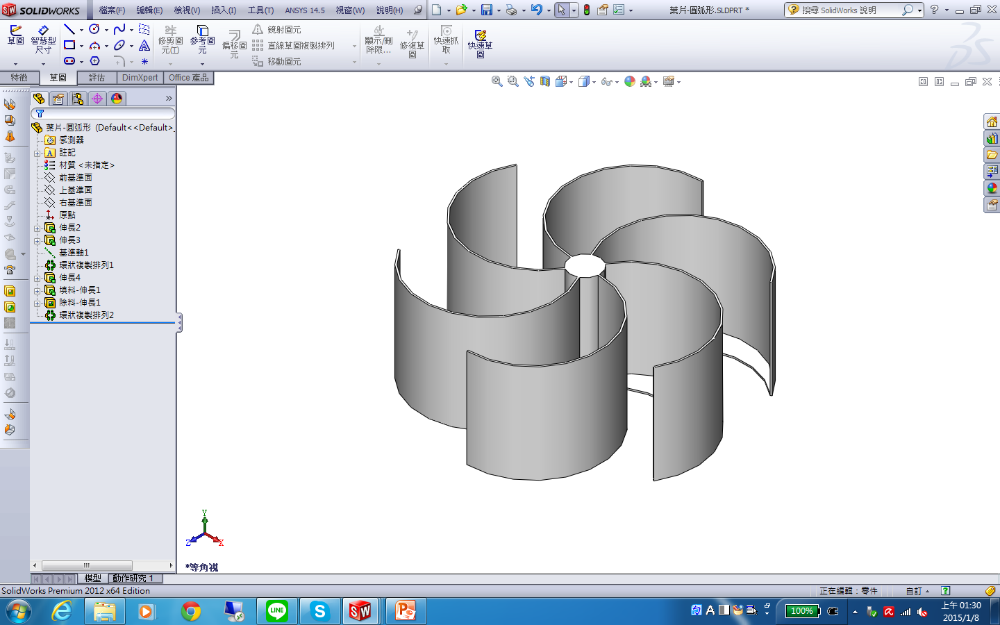 SW SOLIDWORKS 檔案(F) 編輯(E) 檢視(V) 插入(I) 工具(T) ANSYS 14.5 視窗(W) 說明(H) 葉片-圓弧形.SLDPRT * 搜尋 SolidWorks 說明
草圖 智慧型尺寸 修剪圖元(T) 參考圖元 偏移圖元 鏡射圖元 直線草圖複製排列 移動圖元 顯示/刪除限... 修復草圖 快速抓取 快速草圖
特徵 草圖 評估 DimXpert Office 產品
葉片-圓弧形 (Default<<Default>_
感測器
註記
材質 <未指定>
前基準面
上基準面
右基準面
原點
伸長2
伸長3
基準軸1
環狀複製排列1
伸長4
填料-伸長1
除料-伸長1
環狀複製排列2
Y
Z X
*等角視
模型 動作研究 1
SolidWorks Premium 2012 x64 Edition 正在編輯：零件 自訂
LINE S SW P A 100% 上午 01:30
2015/1/8